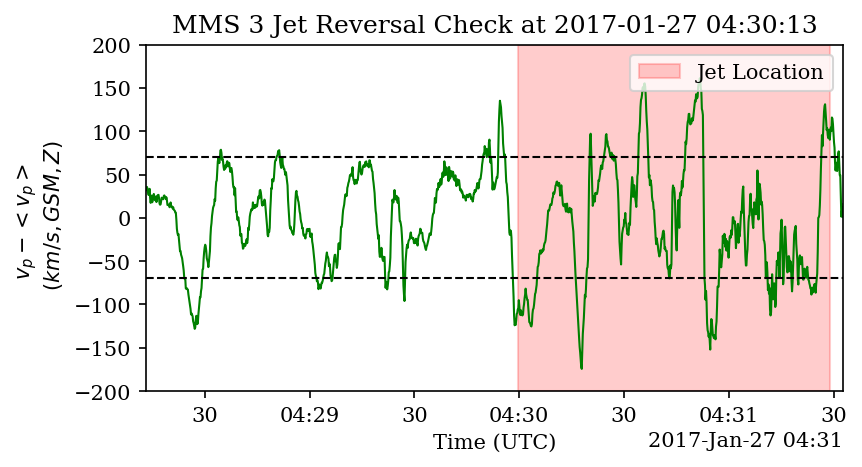 MMS 3 Jet Reversal Check at 2017-01-27 04:30:13
Jet Location
200
150
100
50
0
−50
−100
−150
−200
v_p − <v_p>
(km/s, GSM, Z)
30
04:29
30
04:30
30
04:31
30
Time (UTC)
2017-Jan-27 04:31